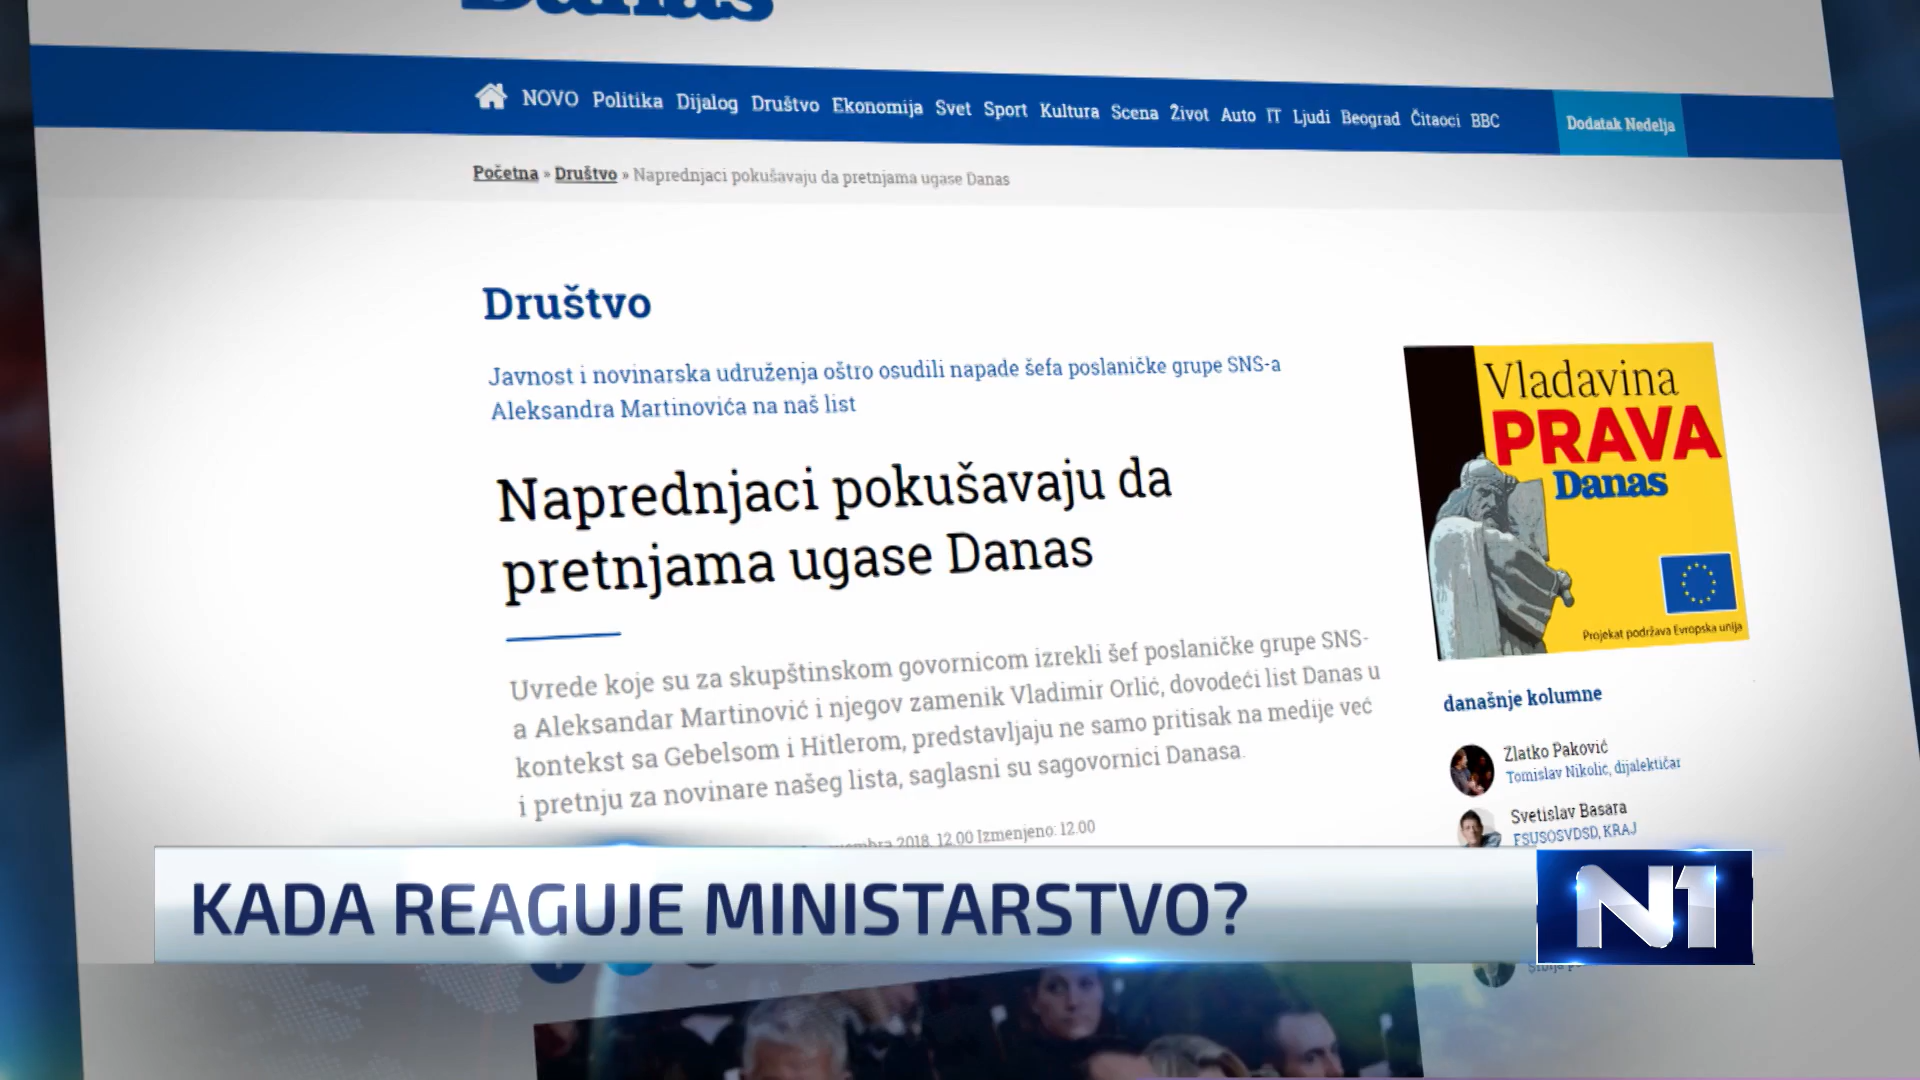 Danas
NOVO Politika Dijalog Društvo Ekonomija Svet Sport Kultura Scena Život Auto IT Ljudi Beograd Čitaoci BBC
Dodatak Nedelja
Početna » Društvo » Naprednjaci pokušavaju da pretnjama ugase Danas
Društvo
Javnost i novinarska udruženja oštro osudili napade šefa poslaničke grupe SNS-a
Aleksandra Martinovića na naš list
Naprednjaci pokušavaju da
pretnjama ugase Danas
Uvrede koje su za skupštinskom govornicom izrekli šef poslaničke grupe SNS-
a Aleksandar Martinović i njegov zamenik Vladimir Orlić, dovodeći list Danas u
kontekst sa Gebelsom i Hitlerom, predstavljaju ne samo pritisak na medije već
i pretnju za novinare našeg lista, saglasni su sagovornici Danasa.
2018. 12.00 Izmenjeno: 12.00
Vladavina
PRAVA
Danas
Projekat podržava Evropska unija
današnje kolumne
Zlatko Paković
Tomislav Nikolić, dijalektičar
Svetislav Basara
FSUSOSVDSD, KRAJ
KADA REAGUJE MINISTARSTVO?
N1